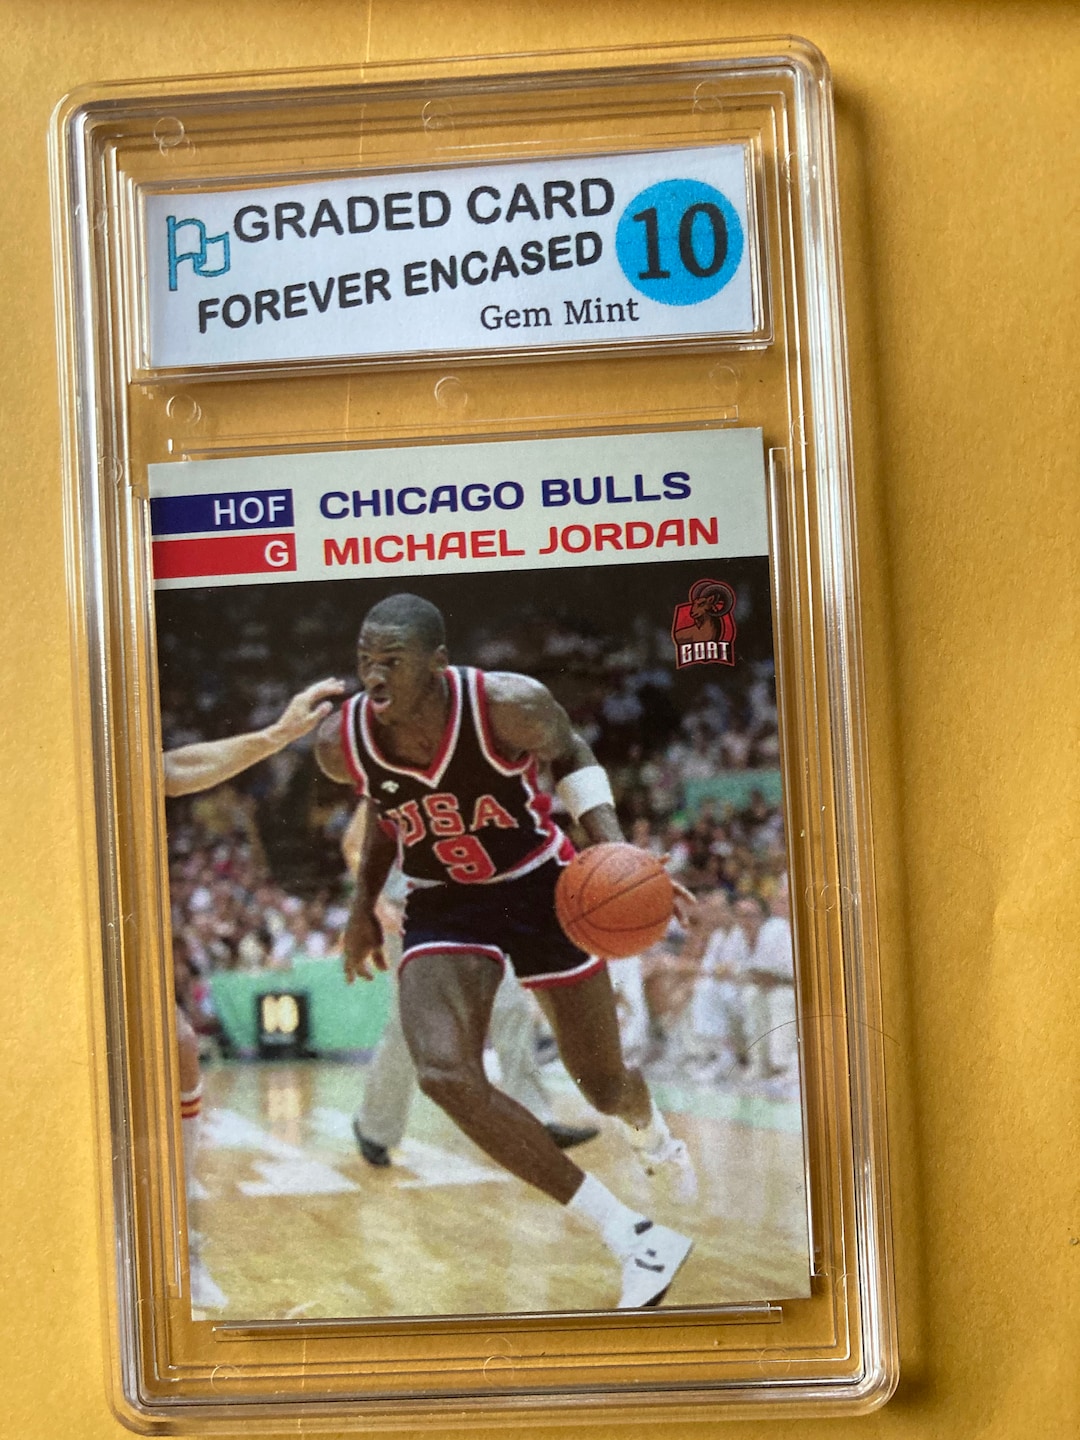 GRADED CARD
FOREVER ENCASED
10
Gem Mint
HOF CHICAGO BULLS
G MICHAEL JORDAN
GOAT
USA
9